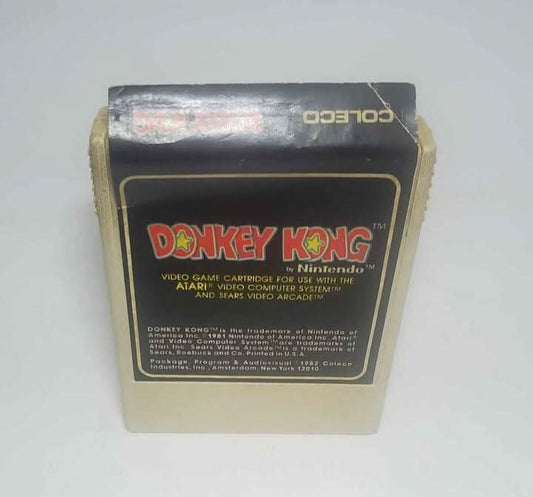 DONKEY KONG
COLECO
DONKEY KONG™
by Nintendo™
VIDEO GAME CARTRIDGE FOR USE WITH THE
ATARI® VIDEO COMPUTER SYSTEM™
AND SEARS VIDEO ARCADE™
DONKEY KONG™ is the trademark of Nintendo of
America Inc. ©1981 Nintendo of America Inc. Atari®
and Video Computer System™ are trademarks of
Atari Inc. Sears Video Arcade™ is a trademark of
Sears, Roebuck and Co. Printed in U.S.A.
Package, Program & Audiovisual ©1982 Coleco
Industries, Inc., Amsterdam, New York 12010